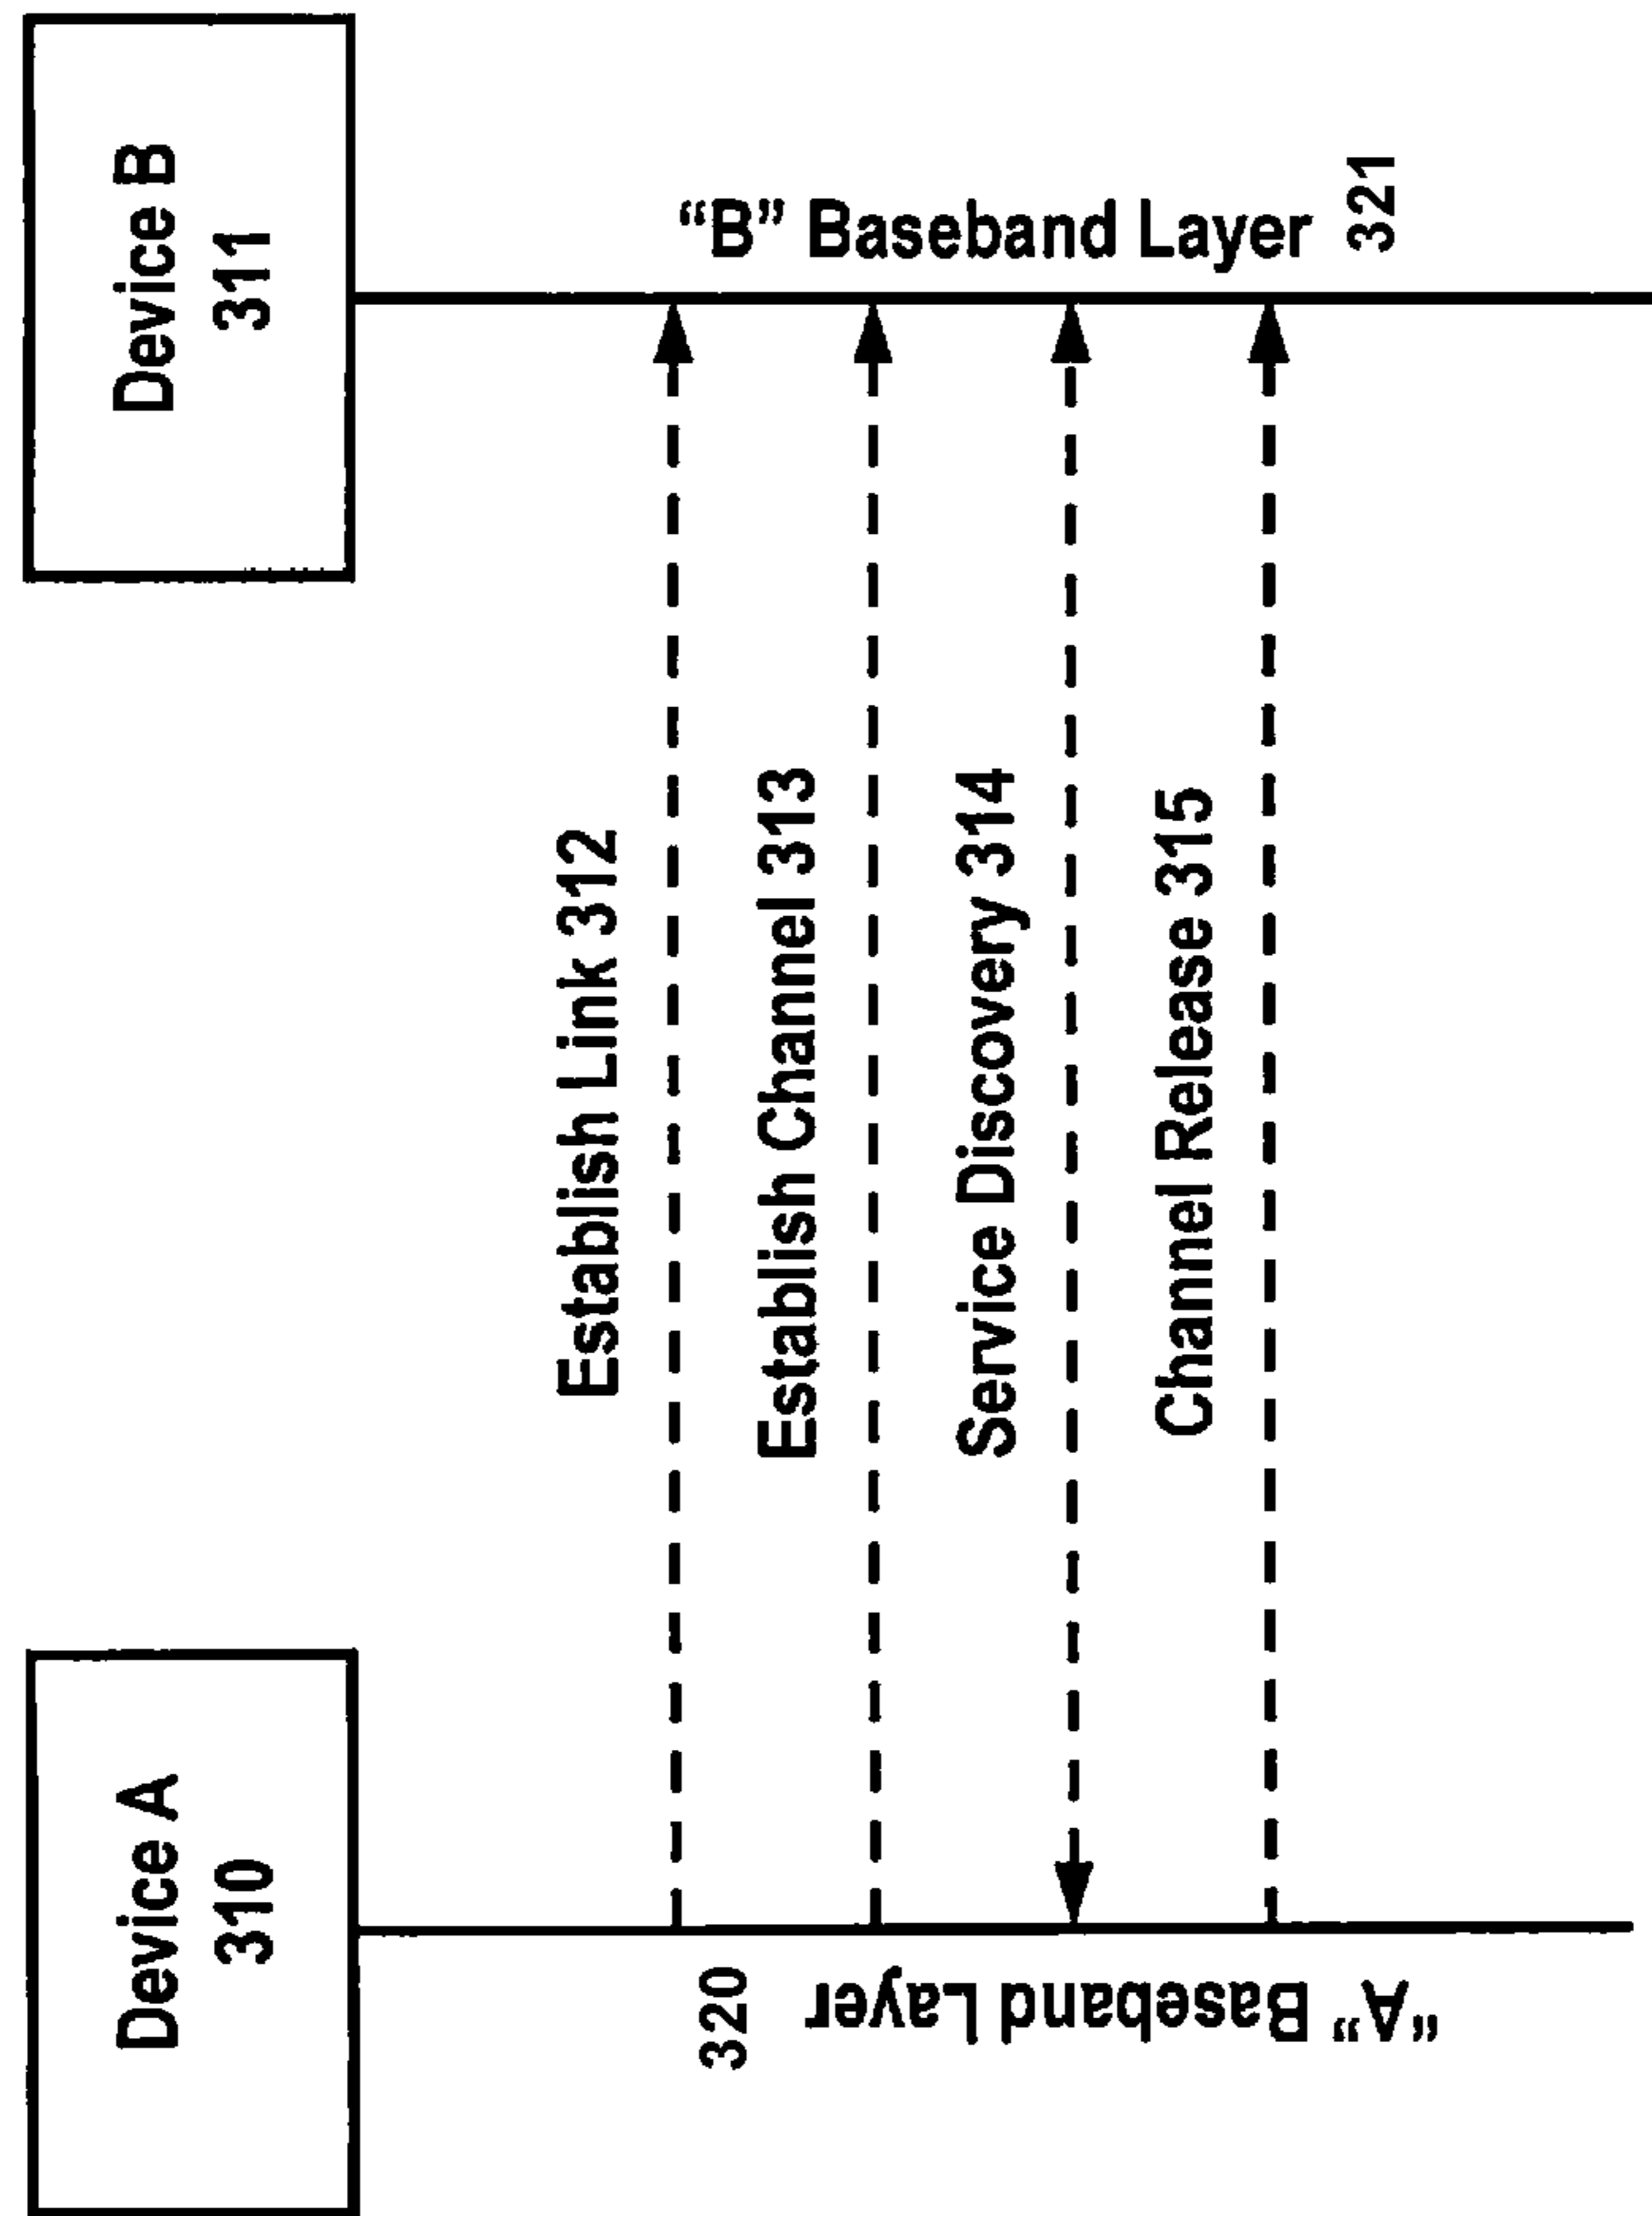 Device A
310
Device B
311
Establish Link 312
Establish Channel 313
Service Discovery 314
Channel Release 315
320
“A” Baseband Layer
“B” Baseband Layer
321